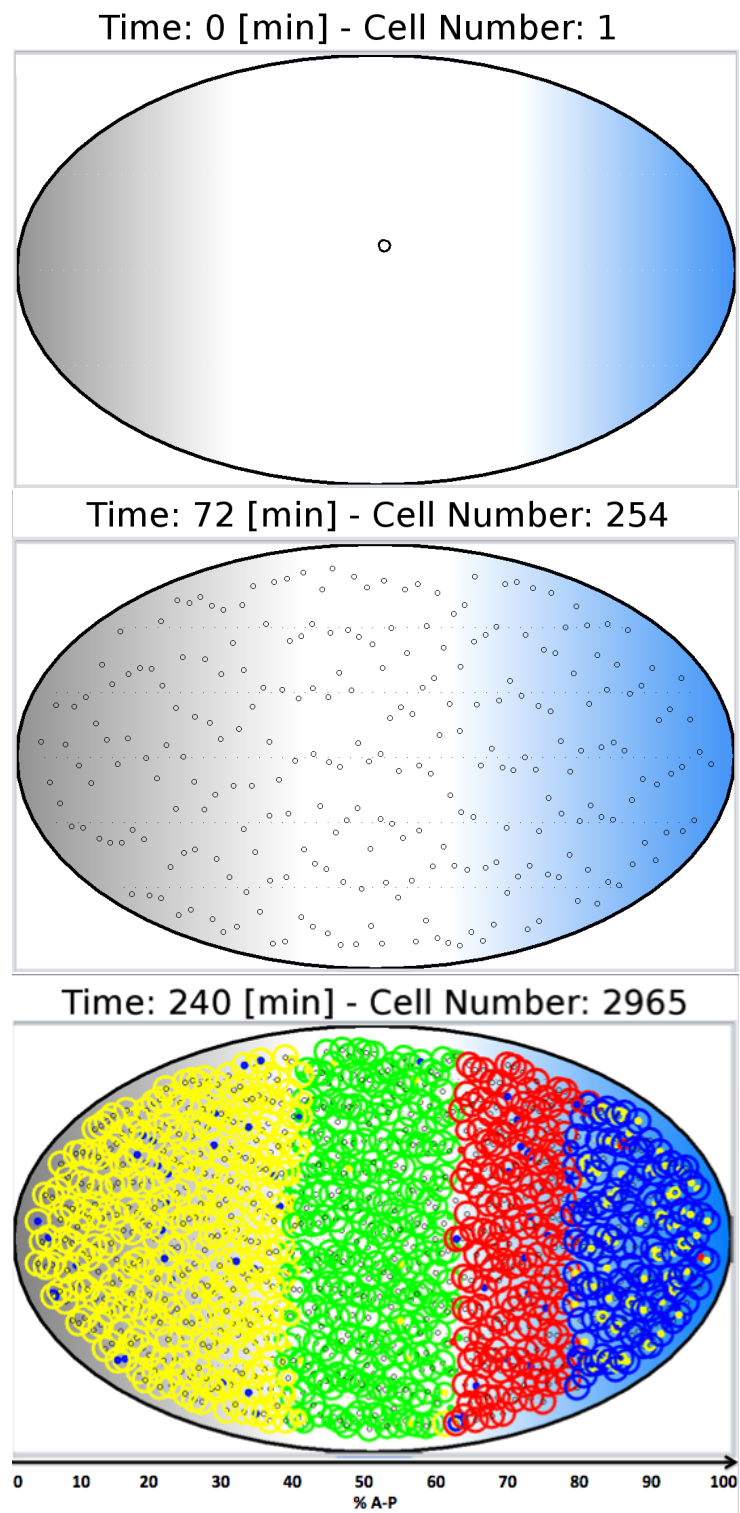 Time: 0 [min] - Cell Number: 1
Time: 72 [min] - Cell Number: 254
Time: 240 [min] - Cell Number: 2965
0 10 20 30 40 50 60 70 80 90 100
% A-P